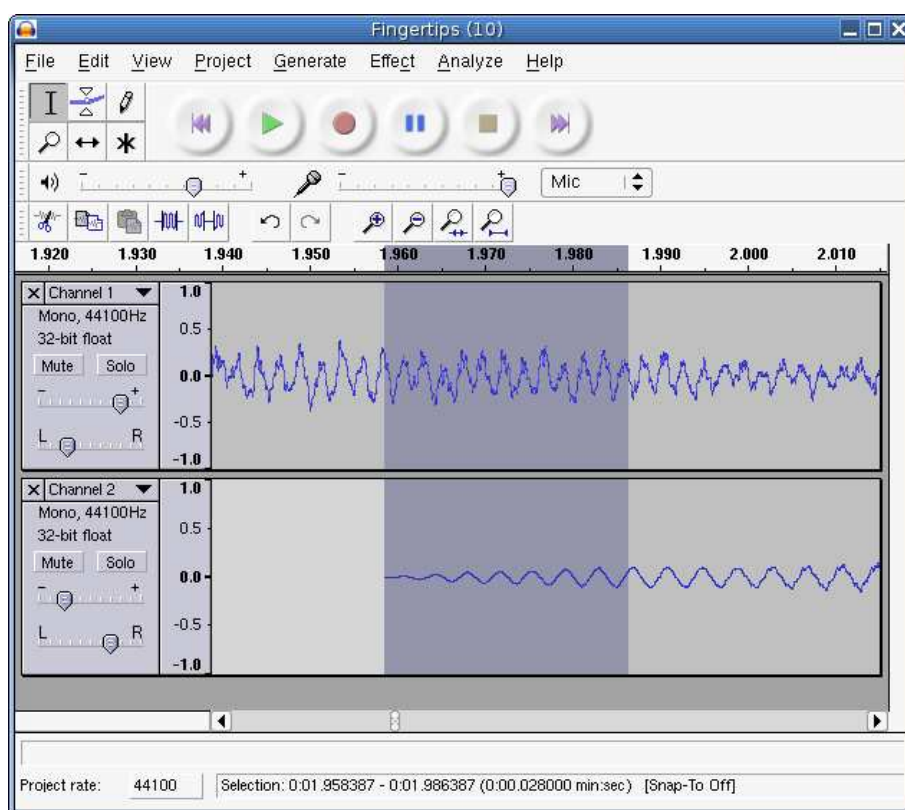 Fingertips (10)
File Edit View Project Generate Effect Analyze Help
- + - + Mic
1.920 1.930 1.940 1.950 1.960 1.970 1.980 1.990 2.000 2.010
Channel 1
Mono, 44100Hz
32-bit float
Mute Solo
- +
L R
1.0
0.5
0.0
-0.5
-1.0
Channel 2
Mono, 44100Hz
32-bit float
Mute Solo
- +
L R
1.0
0.5
0.0
-0.5
-1.0
Project rate: 44100 Selection: 0:01.958387 - 0:01.986387 (0:00.028000 min:sec) [Snap-To Off]